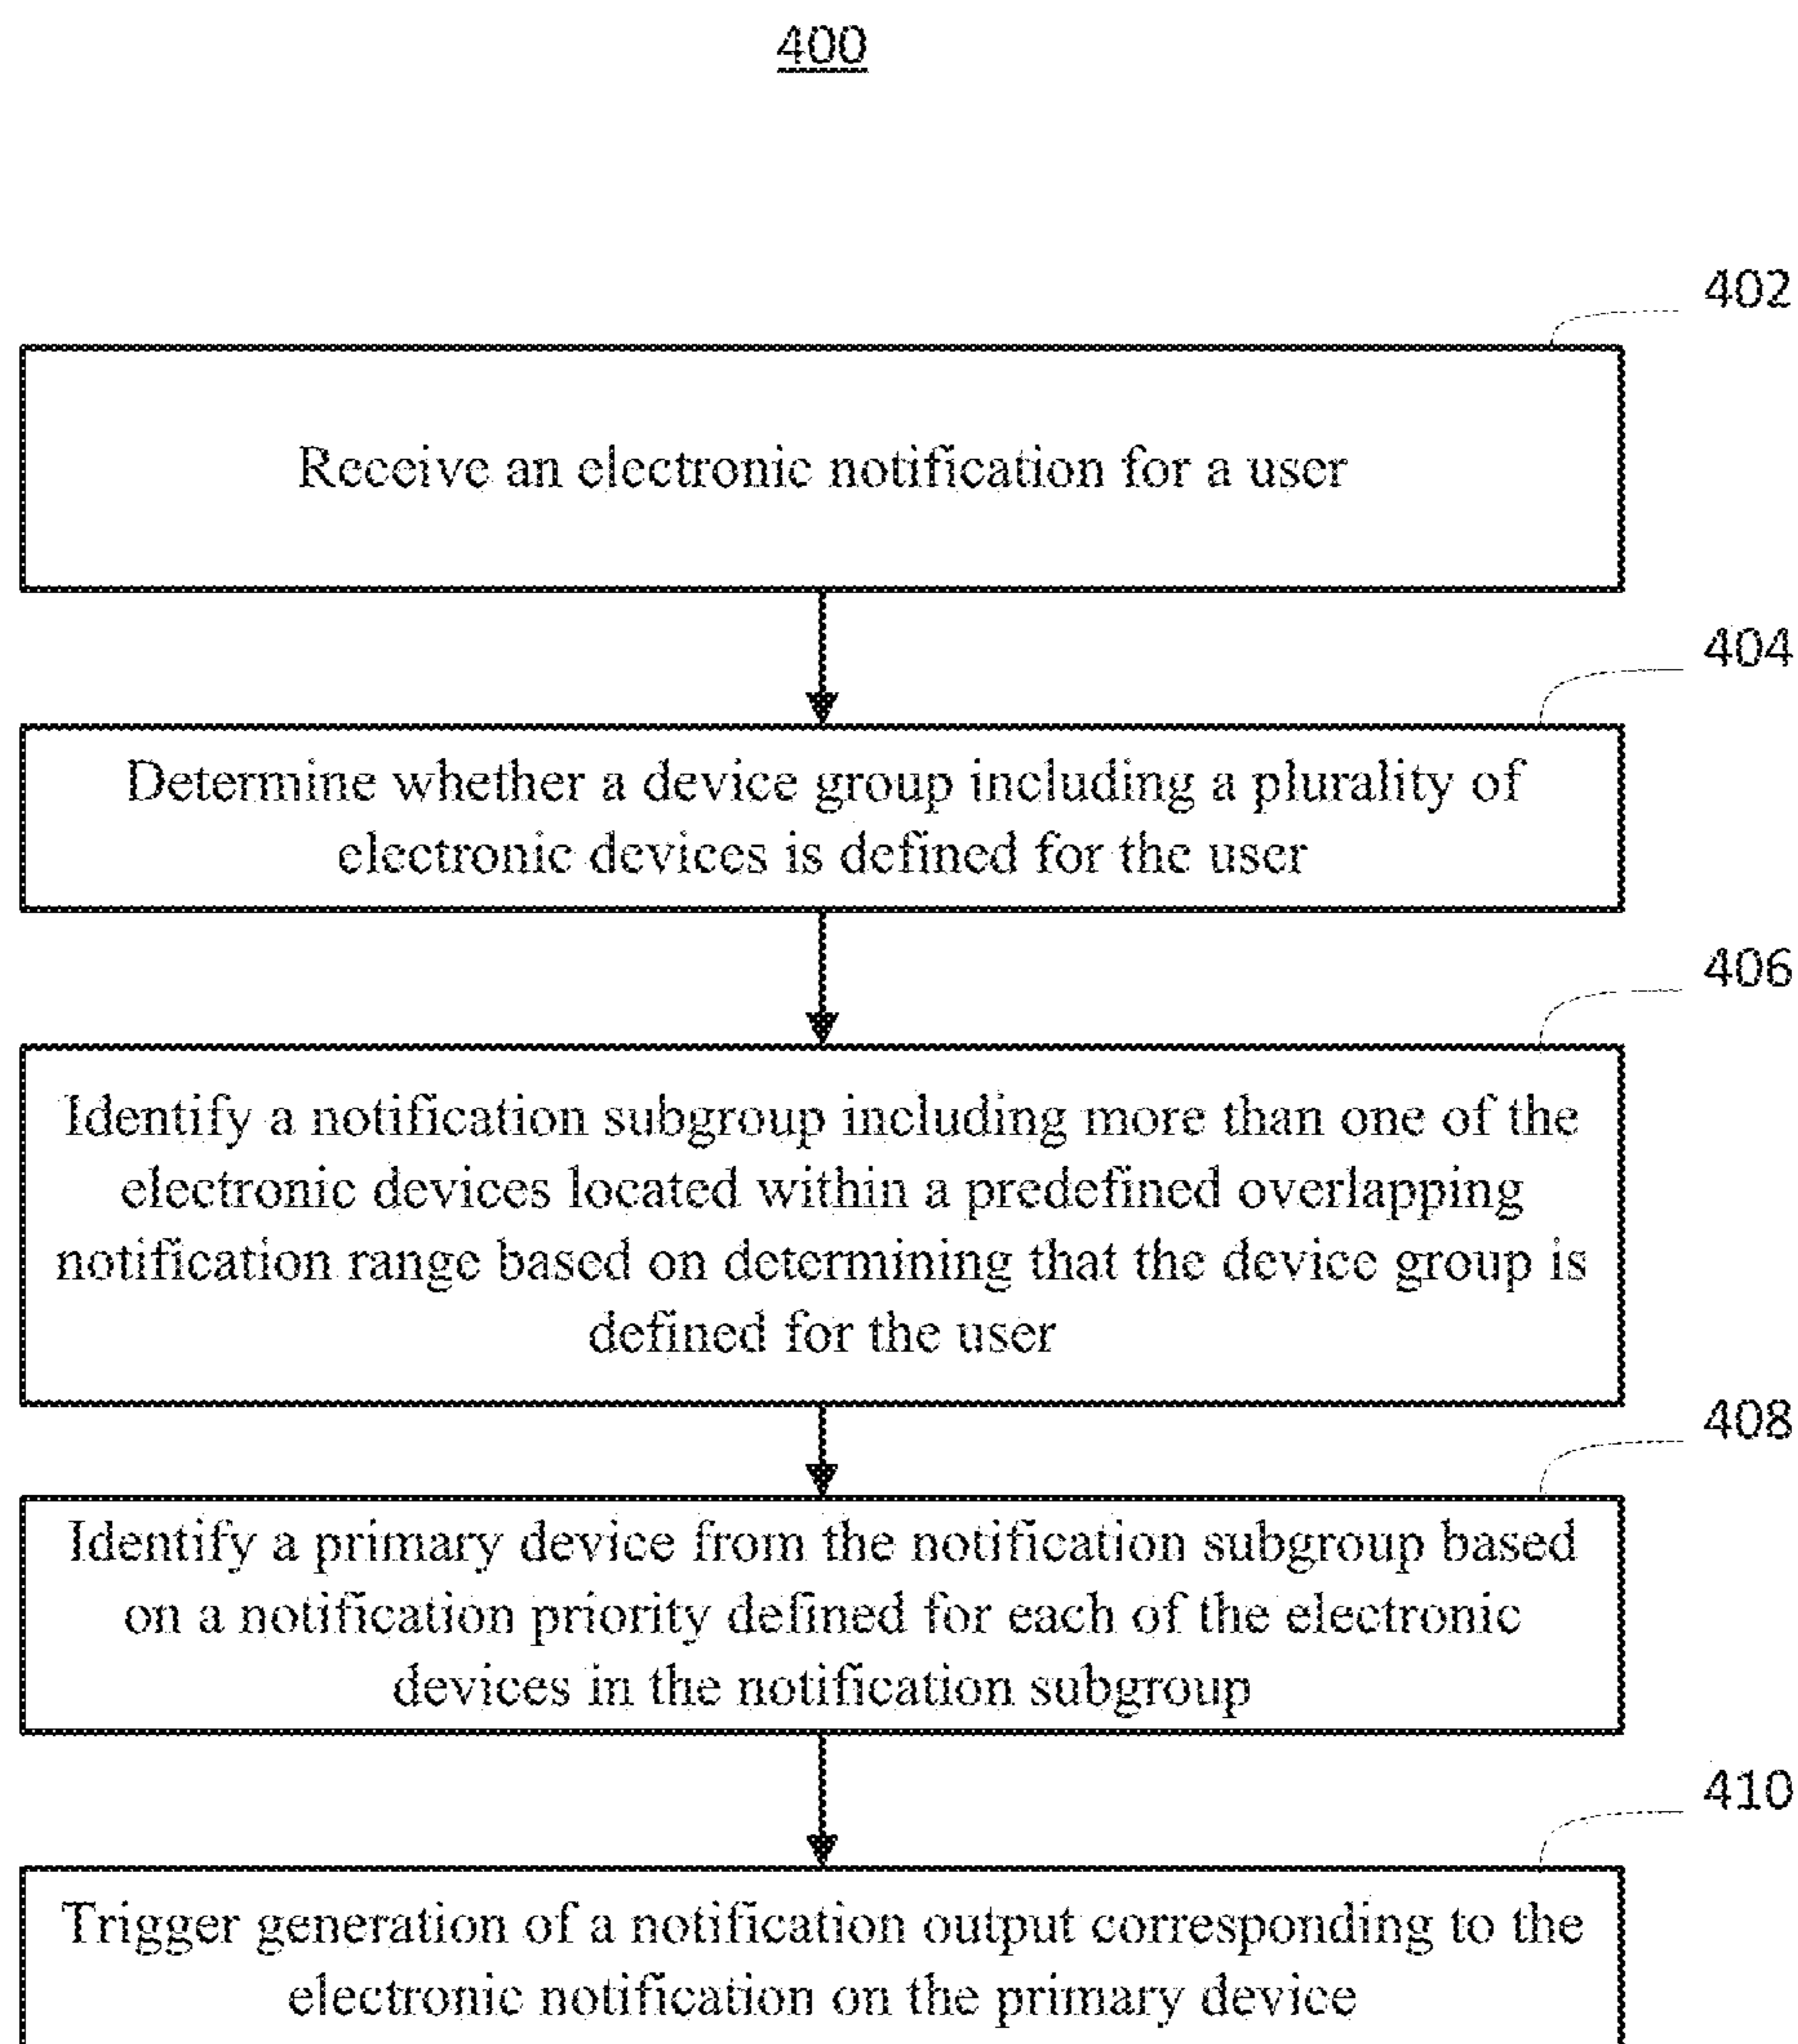 400
402
Receive an electronic notification for a user
404
Determine whether a device group including a plurality of
electronic devices is defined for the user
406
Identify a notification subgroup including more than one of the
electronic devices located within a predefined overlapping
notification range based on determining that the device group is
defined for the user
408
Identify a primary device from the notification subgroup based
on a notification priority defined for each of the electronic
devices in the notification subgroup
410
Trigger generation of a notification output corresponding to the
electronic notification on the primary device